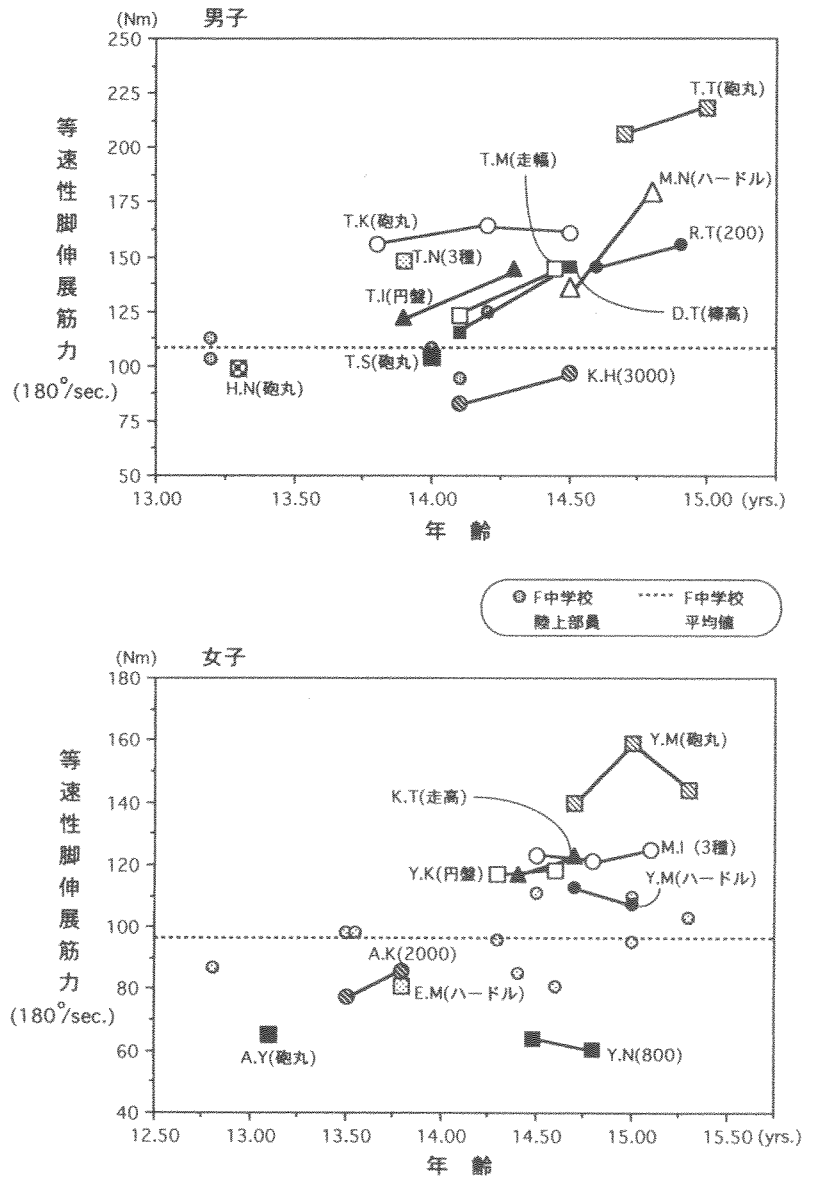 (Nm) 男子
250
225
200
175
150
125
100
75
50
等速性脚伸展筋力
(180°/sec.)
T.T(砲丸)
T.M(走幅)
M.N(ハードル)
T.K(砲丸)
R.T(200)
T.N(3種)
T.I(円盤)
D.T(棒高)
T.S(砲丸)
K.H(3000)
H.N(砲丸)
13.00 13.50 14.00 14.50 15.00 (yrs.)
年 齢
F中学校 F中学校
陸上部員 平均値
(Nm) 女子
180
160
140
120
100
80
60
40
等速性脚伸展筋力
(180°/sec.)
Y.M(砲丸)
K.T(走高)
M.I (3種)
Y.K(円盤)
Y.M(ハードル)
A.K(2000)
E.M(ハードル)
A.Y(砲丸)
Y.N(800)
12.50 13.00 13.50 14.00 14.50 15.00 15.50 (yrs.)
年 齢